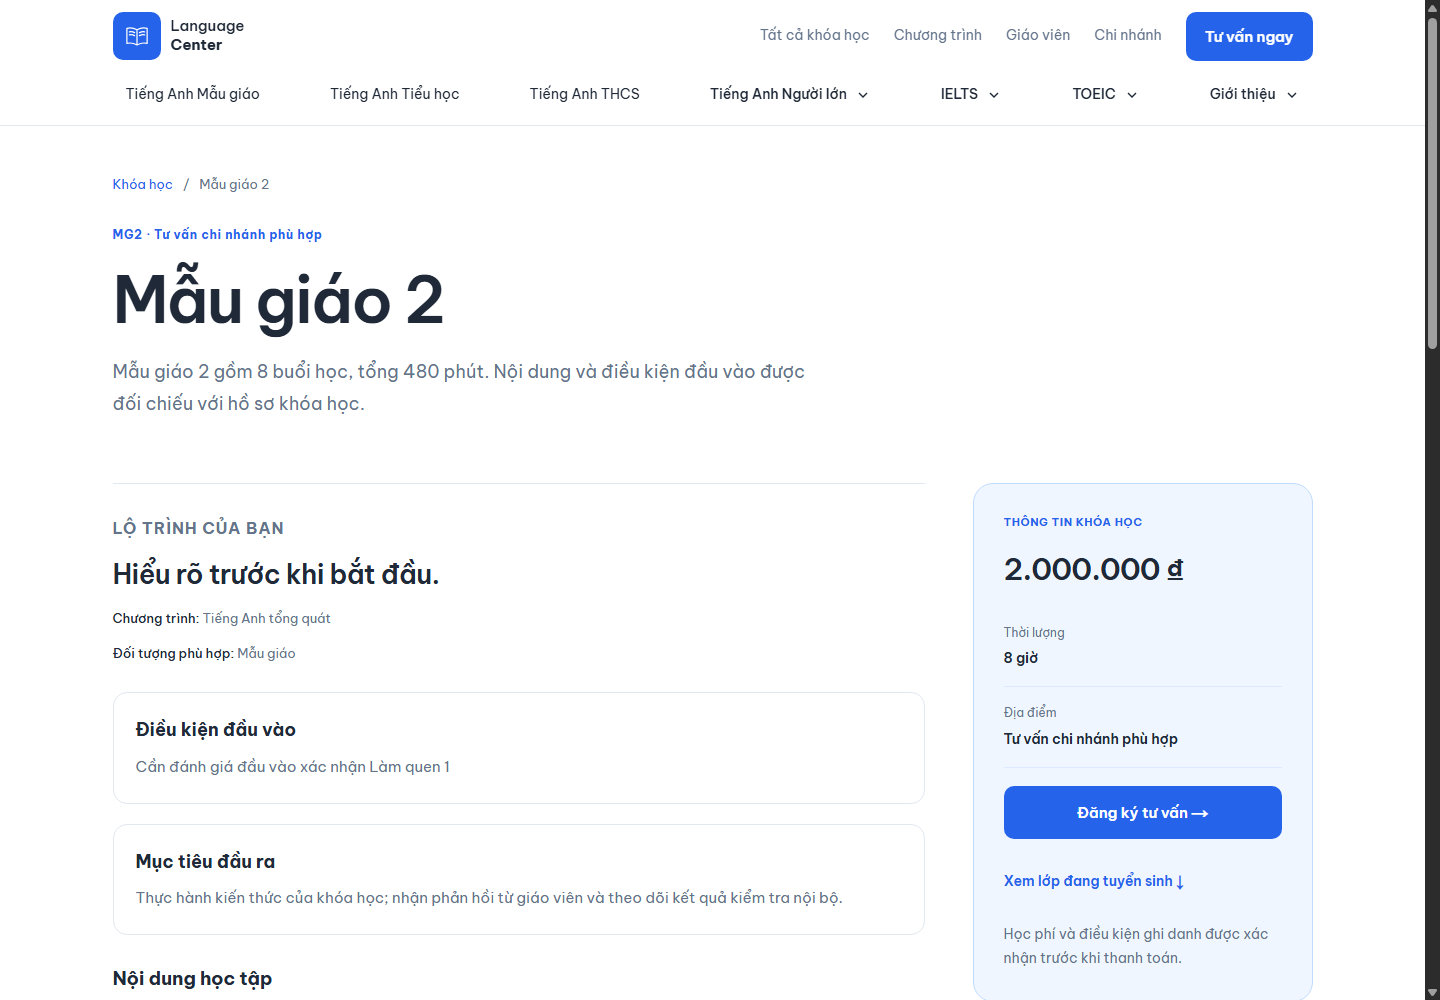 Language
Center
Tất cả khóa học
Chương trình
Giáo viên
Chi nhánh
Tư vấn ngay
Tiếng Anh Mẫu giáo
Tiếng Anh Tiểu học
Tiếng Anh THCS
Tiếng Anh Người lớn
IELTS
TOEIC
Giới thiệu
Khóa học / Mẫu giáo 2
MG2 · Tư vấn chi nhánh phù hợp
Mẫu giáo 2
Mẫu giáo 2 gồm 8 buổi học, tổng 480 phút. Nội dung và điều kiện đầu vào được
đối chiếu với hồ sơ khóa học.
LỘ TRÌNH CỦA BẠN
Hiểu rõ trước khi bắt đầu.
Chương trình: Tiếng Anh tổng quát
Đối tượng phù hợp: Mẫu giáo
Điều kiện đầu vào
Cần đánh giá đầu vào xác nhận Làm quen 1
Mục tiêu đầu ra
Thực hành kiến thức của khóa học; nhận phản hồi từ giáo viên và theo dõi kết quả kiểm tra nội bộ.
Nội dung học tập
THÔNG TIN KHÓA HỌC
2.000.000 ₫
Thời lượng
8 giờ
Địa điểm
Tư vấn chi nhánh phù hợp
Đăng ký tư vấn →
Xem lớp đang tuyển sinh ↓
Học phí và điều kiện ghi danh được xác
nhận trước khi thanh toán.